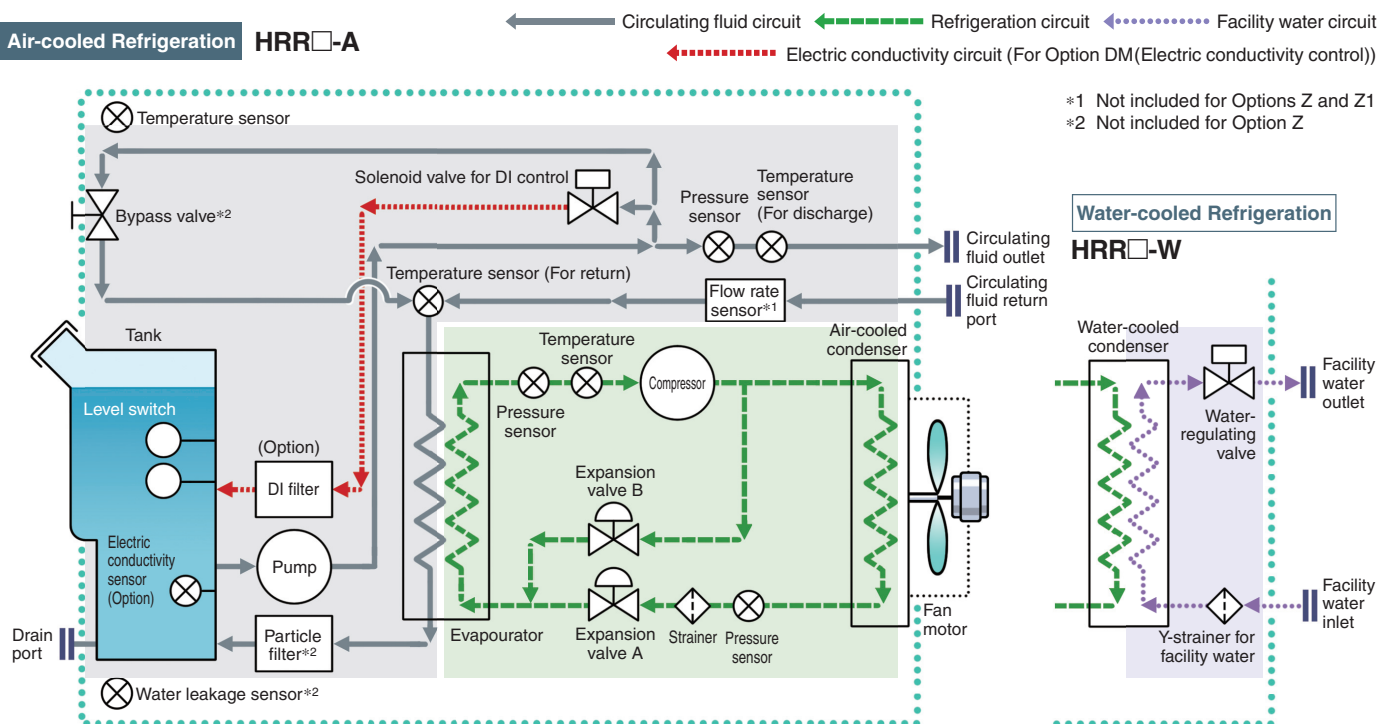 Air-cooled Refrigeration HRR□-A
Circulating fluid circuit
Refrigeration circuit
Facility water circuit
Electric conductivity circuit (For Option DM(Electric conductivity control))
*1 Not included for Options Z and Z1
*2 Not included for Option Z
Temperature sensor
Solenoid valve for DI control
Bypass valve*2
Pressure
sensor
Temperature
sensor
(For discharge)
Circulating
fluid outlet
Temperature sensor (For return)
Flow rate
sensor*1
Circulating
fluid return
port
Tank
Level switch
(Option)
DI filter
Electric
conductivity
sensor
(Option)
Pump
Drain
port
Particle
filter*2
Water leakage sensor*2
Evapourator
Temperature
sensor
Pressure
sensor
Compressor
Air-cooled
condenser
Expansion
valve B
Expansion
valve A
Strainer
Pressure
sensor
Fan
motor
Water-cooled Refrigeration
HRR□-W
Water-cooled
condenser
Facility
water
outlet
Water-
regulating
valve
Facility
water
inlet
Y-strainer for
facility water